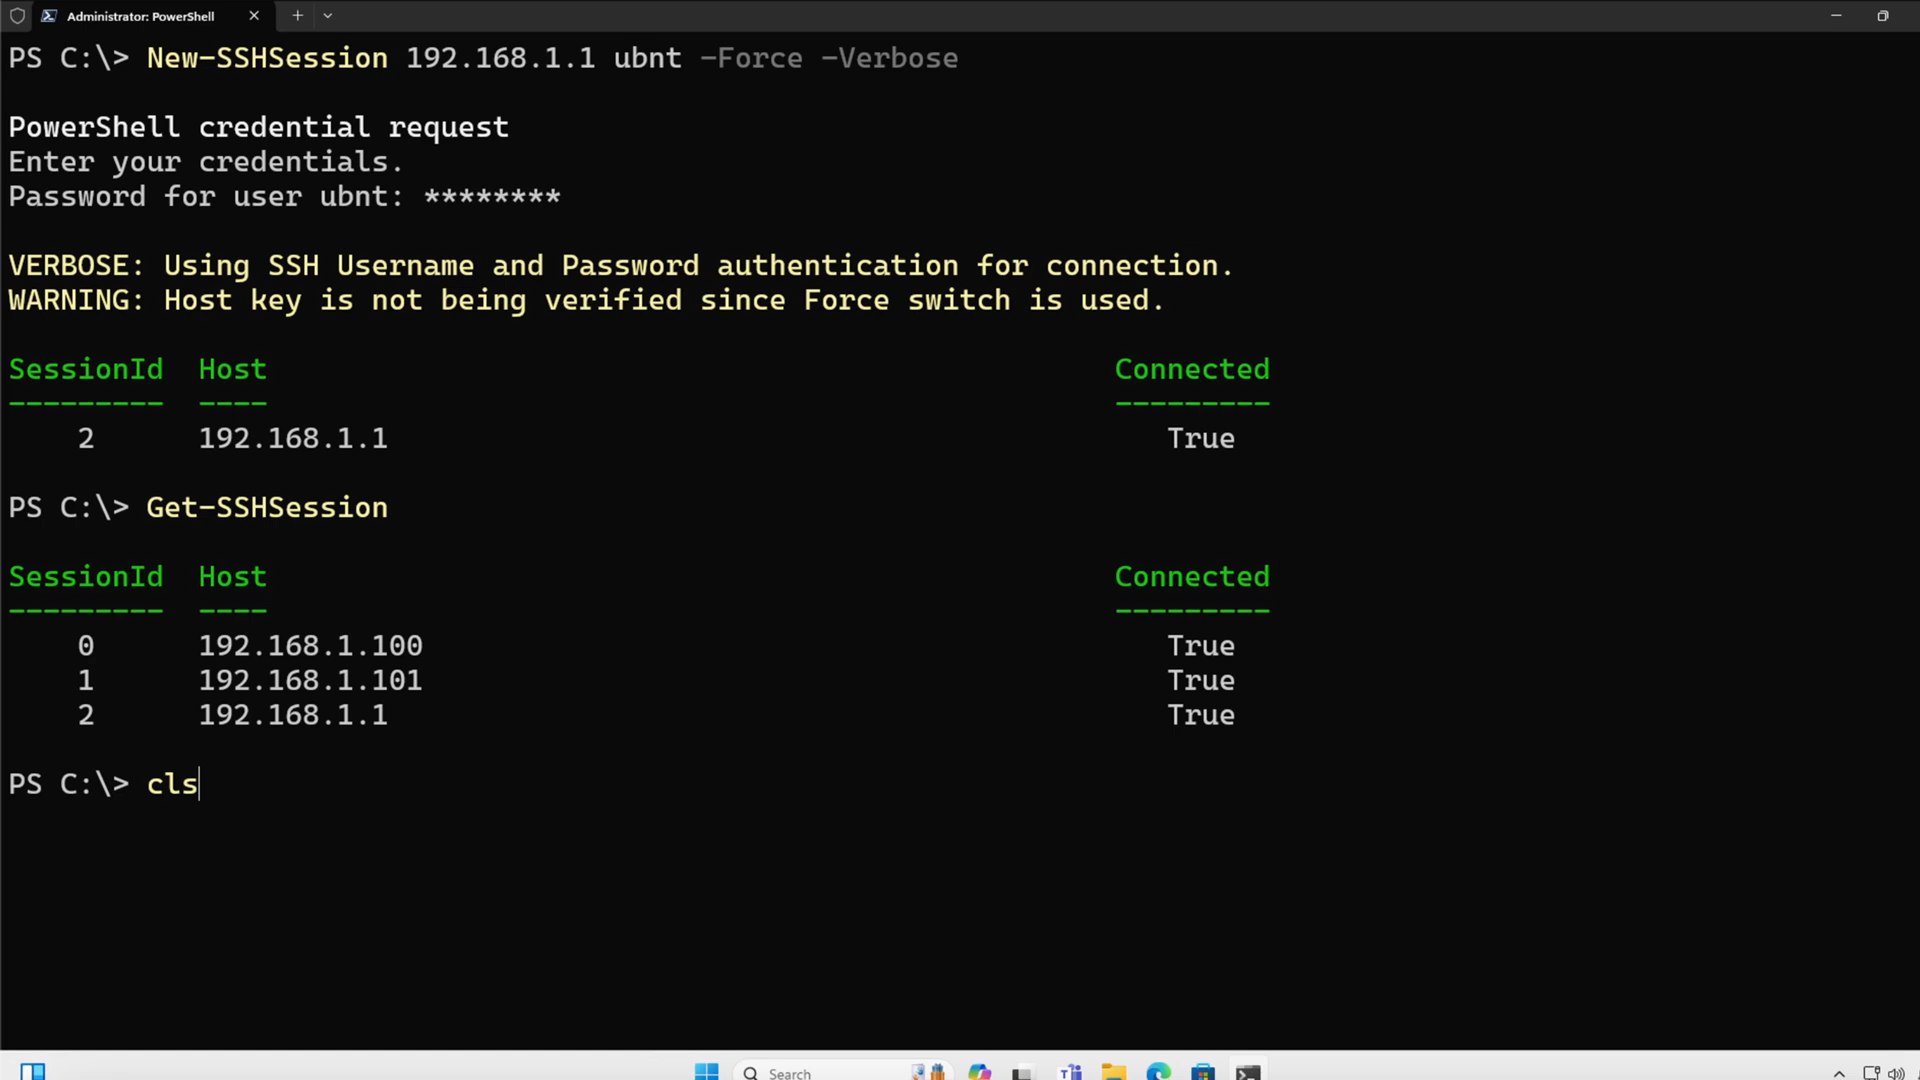 Administrator: PowerShell
PS C:\> New-SSHSession 192.168.1.1 ubnt -Force -Verbose
PowerShell credential request
Enter your credentials.
Password for user ubnt: ********
VERBOSE: Using SSH Username and Password authentication for connection.
WARNING: Host key is not being verified since Force switch is used.
SessionId Host Connected
--------- ---- ---------
2 192.168.1.1 True
PS C:\> Get-SSHSession
SessionId Host Connected
--------- ---- ---------
0 192.168.1.100 True
1 192.168.1.101 True
2 192.168.1.1 True
PS C:\> cls
Search